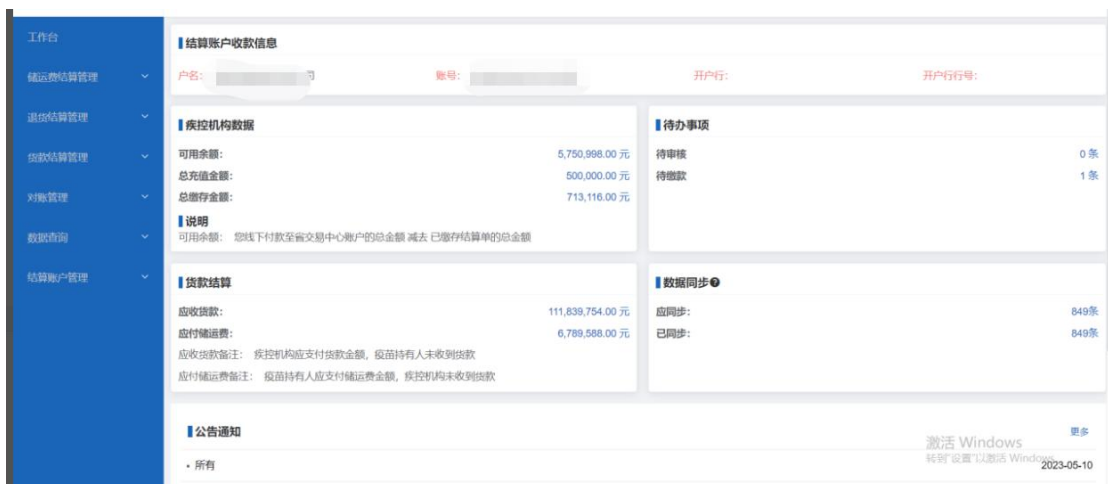 工作台
储运费结算管理
退货结算管理
货款结算管理
对账管理
数据查询
结算账户管理
结算账户收款信息
户名： 司 账号： 开户行： 开户行行号：
疾控机构数据
可用余额： 5,750,998.00 元
总充值金额： 500,000.00 元
总缴存金额： 713,116.00 元
说明
可用余额： 您线下付款至省交易中心账户的总金额 减去 已缴存结算单的总金额
待办事项
待审核 0 条
待缴款 1 条
货款结算
应收货款： 111,839,754.00 元
应付储运费： 6,789,588.00 元
应收货款备注： 疾控机构应支付货款金额，疫苗持有人未收到货款
应付储运费备注： 疫苗持有人应支付储运费金额，疾控机构未收到货款
数据同步
应同步： 849条
已同步： 849条
公告通知 更多
• 所有 2023-05-10
激活 Windows
转到"设置"以激活 Windows。